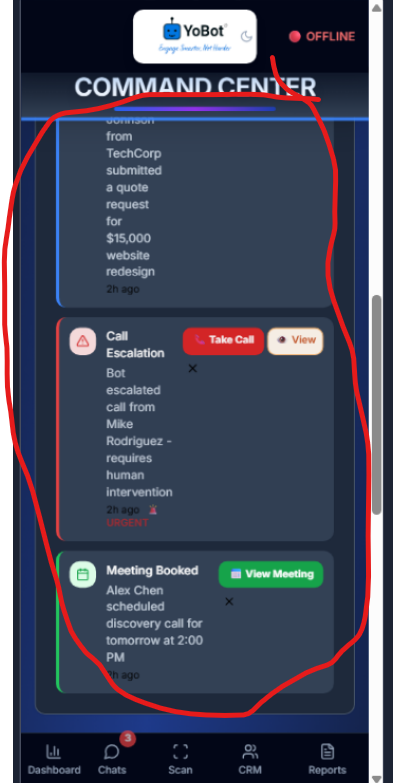 YoBot®
Engage Smarter, Not Harder
OFFLINE
COMMAND CENTER
Johnson
from
TechCorp
submitted
a quote
request
for
$15,000
website
redesign
2h ago
Call
Escalation
Take Call
View
Bot
escalated
call from
Mike
Rodriguez -
requires
human
intervention
2h ago
URGENT
Meeting Booked
View Meeting
Alex Chen
scheduled
discovery call for
tomorrow at 2:00
PM
2h ago
3
Dashboard
Chats
Scan
CRM
Reports